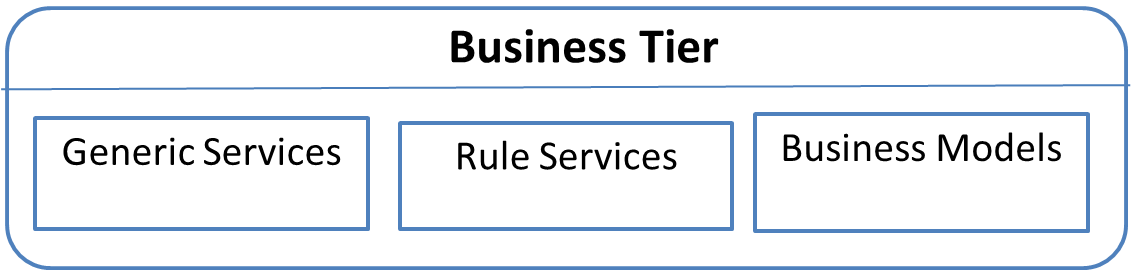 Business Tier
Generic Services
Rule Services
Business Models